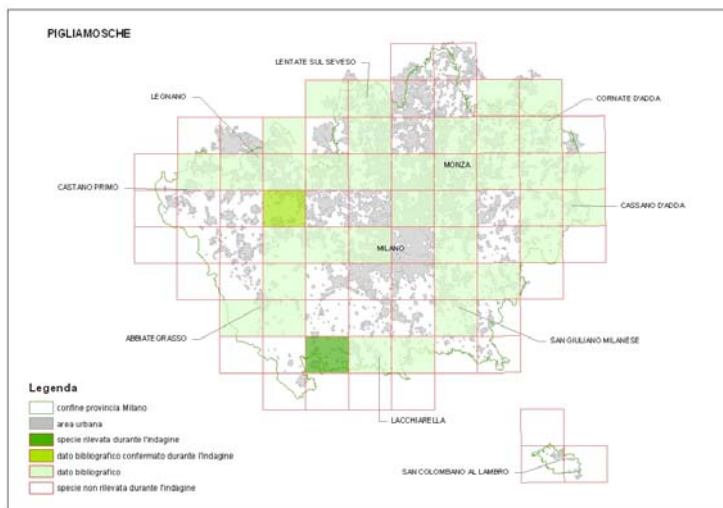 PIGLIAMOSCHE
LENTATE SUL SEVESO
LEGNANO
CORNATE D'ADDA
MONZA
CASTANO PRIMO
CASSANO D'ADDA
MILANO
ABBIATEGRASSO
SAN GIULIANO MILANESE
LACCHIARELLA
SAN COLOMBANO AL LAMBRO
Legenda
confine provincia Milano
area urbana
specie rilevata durante l'indagine
dato bibliografico confermato durante l'indagine
dato bibliografico
specie non rilevata durante l'indagine